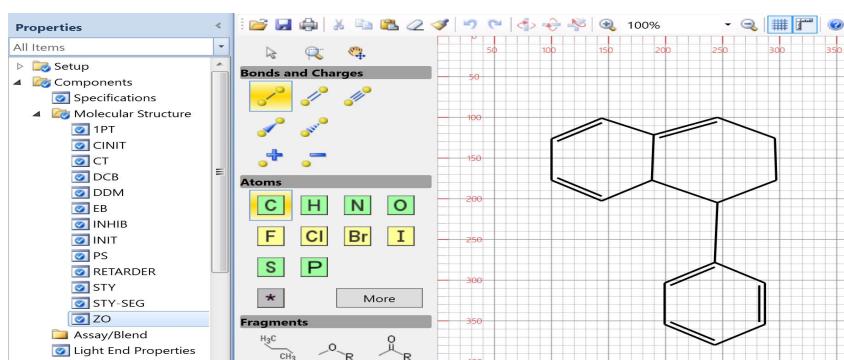 Properties
All Items
Setup
Components
Specifications
Molecular Structure
1PT
CINIT
CT
DCB
DDM
EB
INHIB
INIT
PS
RETARDER
STY
STY-SEG
ZO
Assay/Blend
Light End Properties
100%
Bonds and Charges
Atoms
C H N O
F Cl Br I
S P
* More
Fragments
H₃C
CH₃
O
R
O
R
50 100 150 200 250 300 350
50
100
150
200
250
300
350